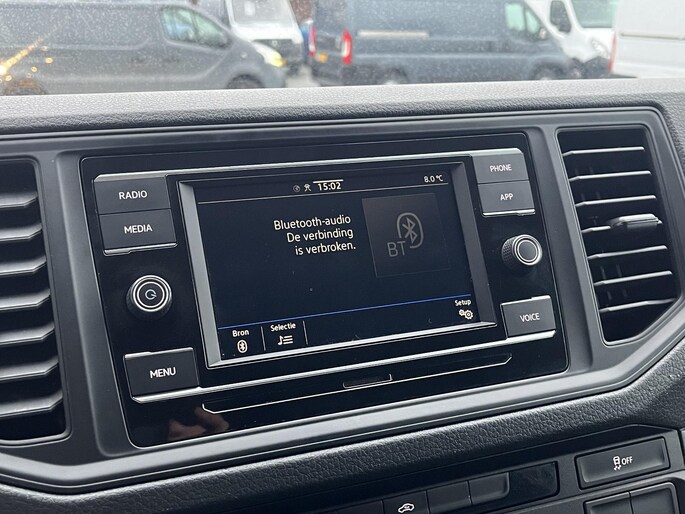 RADIO
MEDIA
MENU
15:02
8.0 °C
Bluetooth-audio
De verbinding
is verbroken.
BT
Bron
Selectie
Setup
PHONE
APP
VOICE
OFF